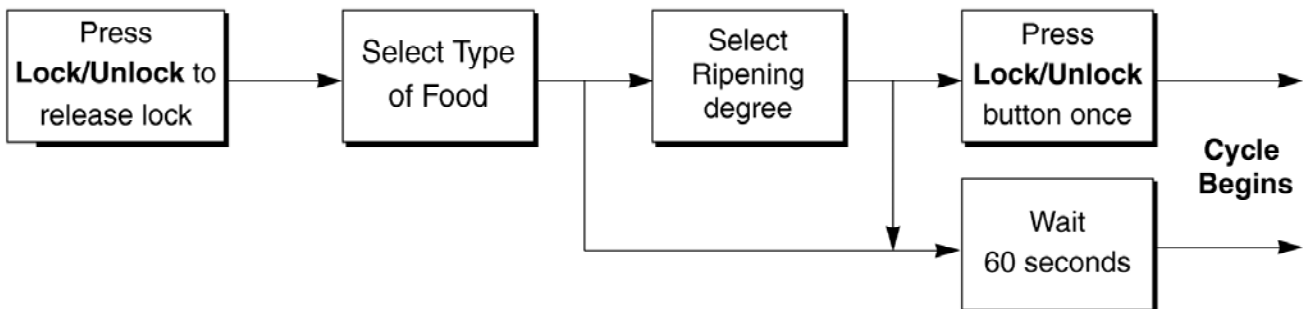 Press
Lock/Unlock to
release lock
Select Type
of Food
Select
Ripening
degree
Press
Lock/Unlock
button once
Cycle
Begins
Wait
60 seconds